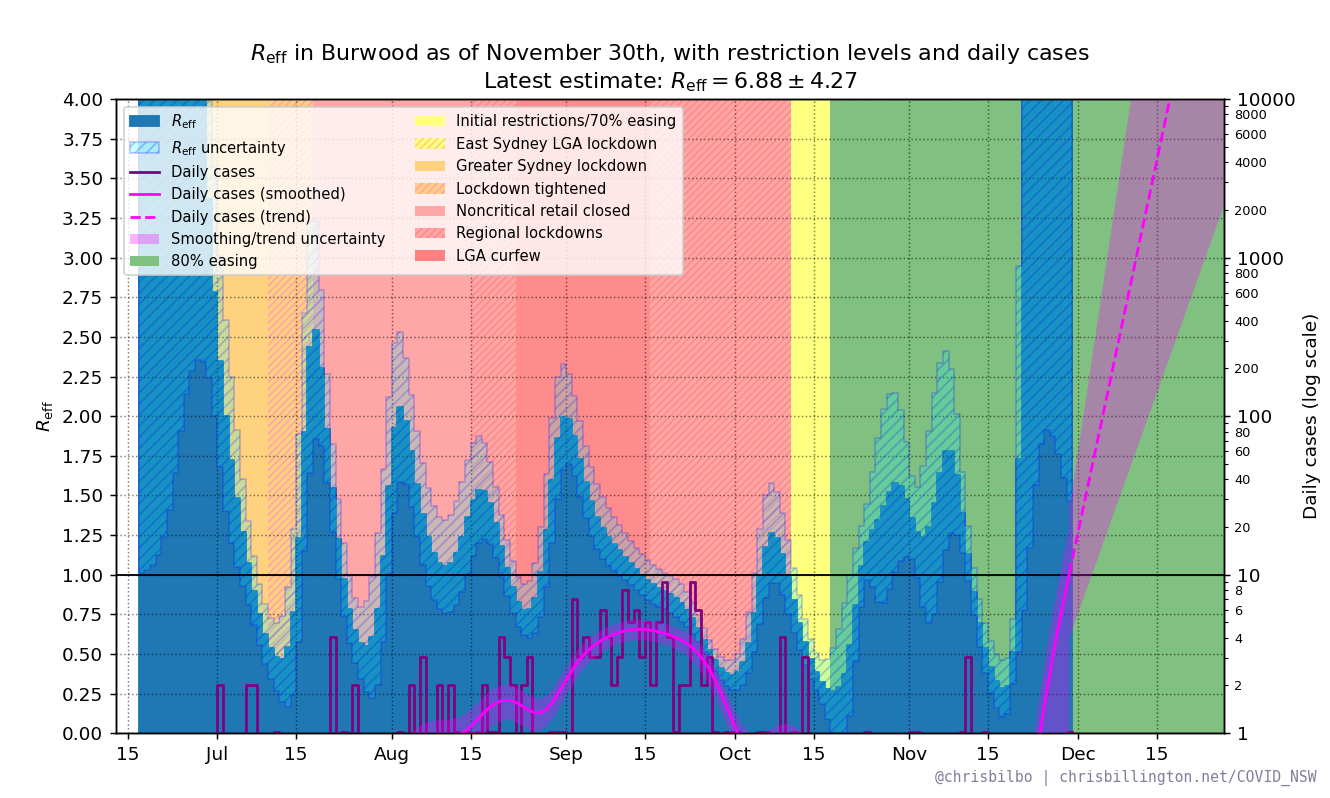 R_eff in Burwood as of November 30th, with restriction levels and daily cases
Latest estimate: R_eff = 6.88 ± 4.27
R_eff
R_eff uncertainty
Daily cases
Daily cases (smoothed)
Daily cases (trend)
Smoothing/trend uncertainty
80% easing
Initial restrictions/70% easing
East Sydney LGA lockdown
Greater Sydney lockdown
Lockdown tightened
Noncritical retail closed
Regional lockdowns
LGA curfew
R_eff
4.00
3.75
3.50
3.25
3.00
2.75
2.50
2.25
2.00
1.75
1.50
1.25
1.00
0.75
0.50
0.25
0.00
15 Jul 15 Aug 15 Sep 15 Oct 15 Nov 15 Dec 15
10000
8000
6000
4000
2000
1000
800
600
400
200
100
80
60
40
20
10
8
6
4
2
1
Daily cases (log scale)
@chrisbilbo | chrisbillington.net/COVID_NSW